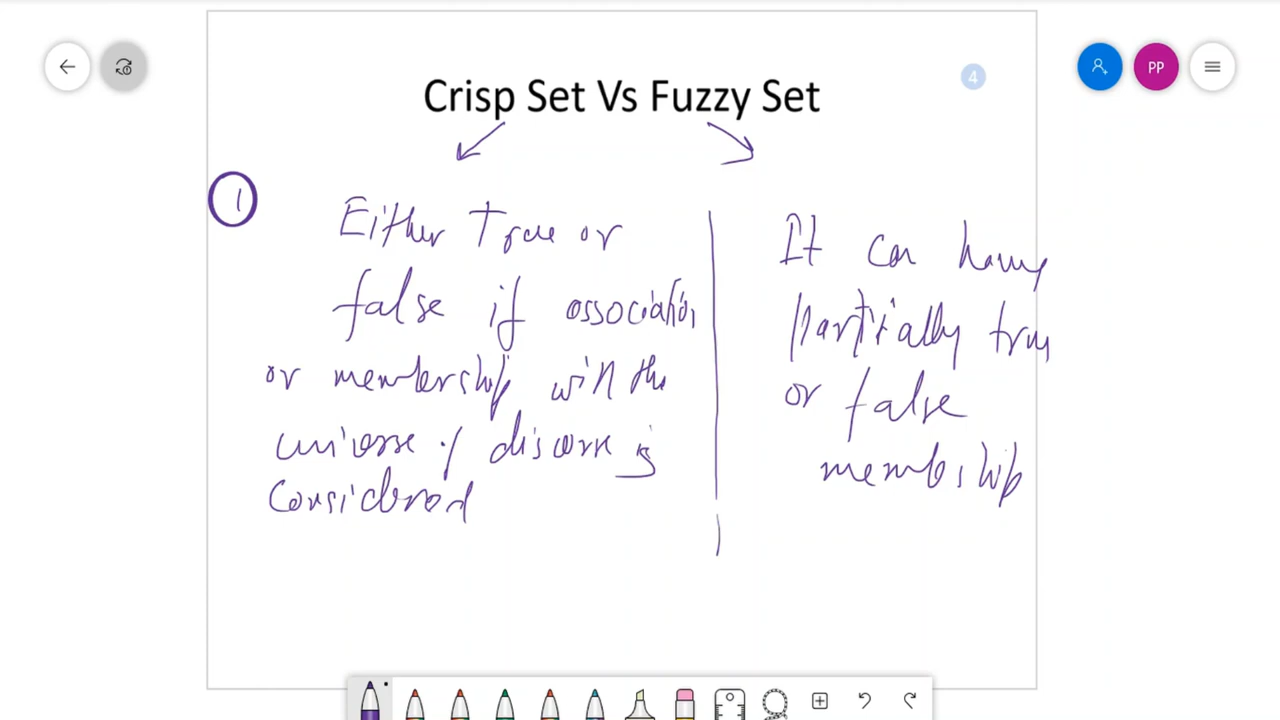 4
Crisp Set Vs Fuzzy Set
PP
1
Either True or
false if association
or membership with the
universe of discourse is
considered
It can have
partially true
or false
membership